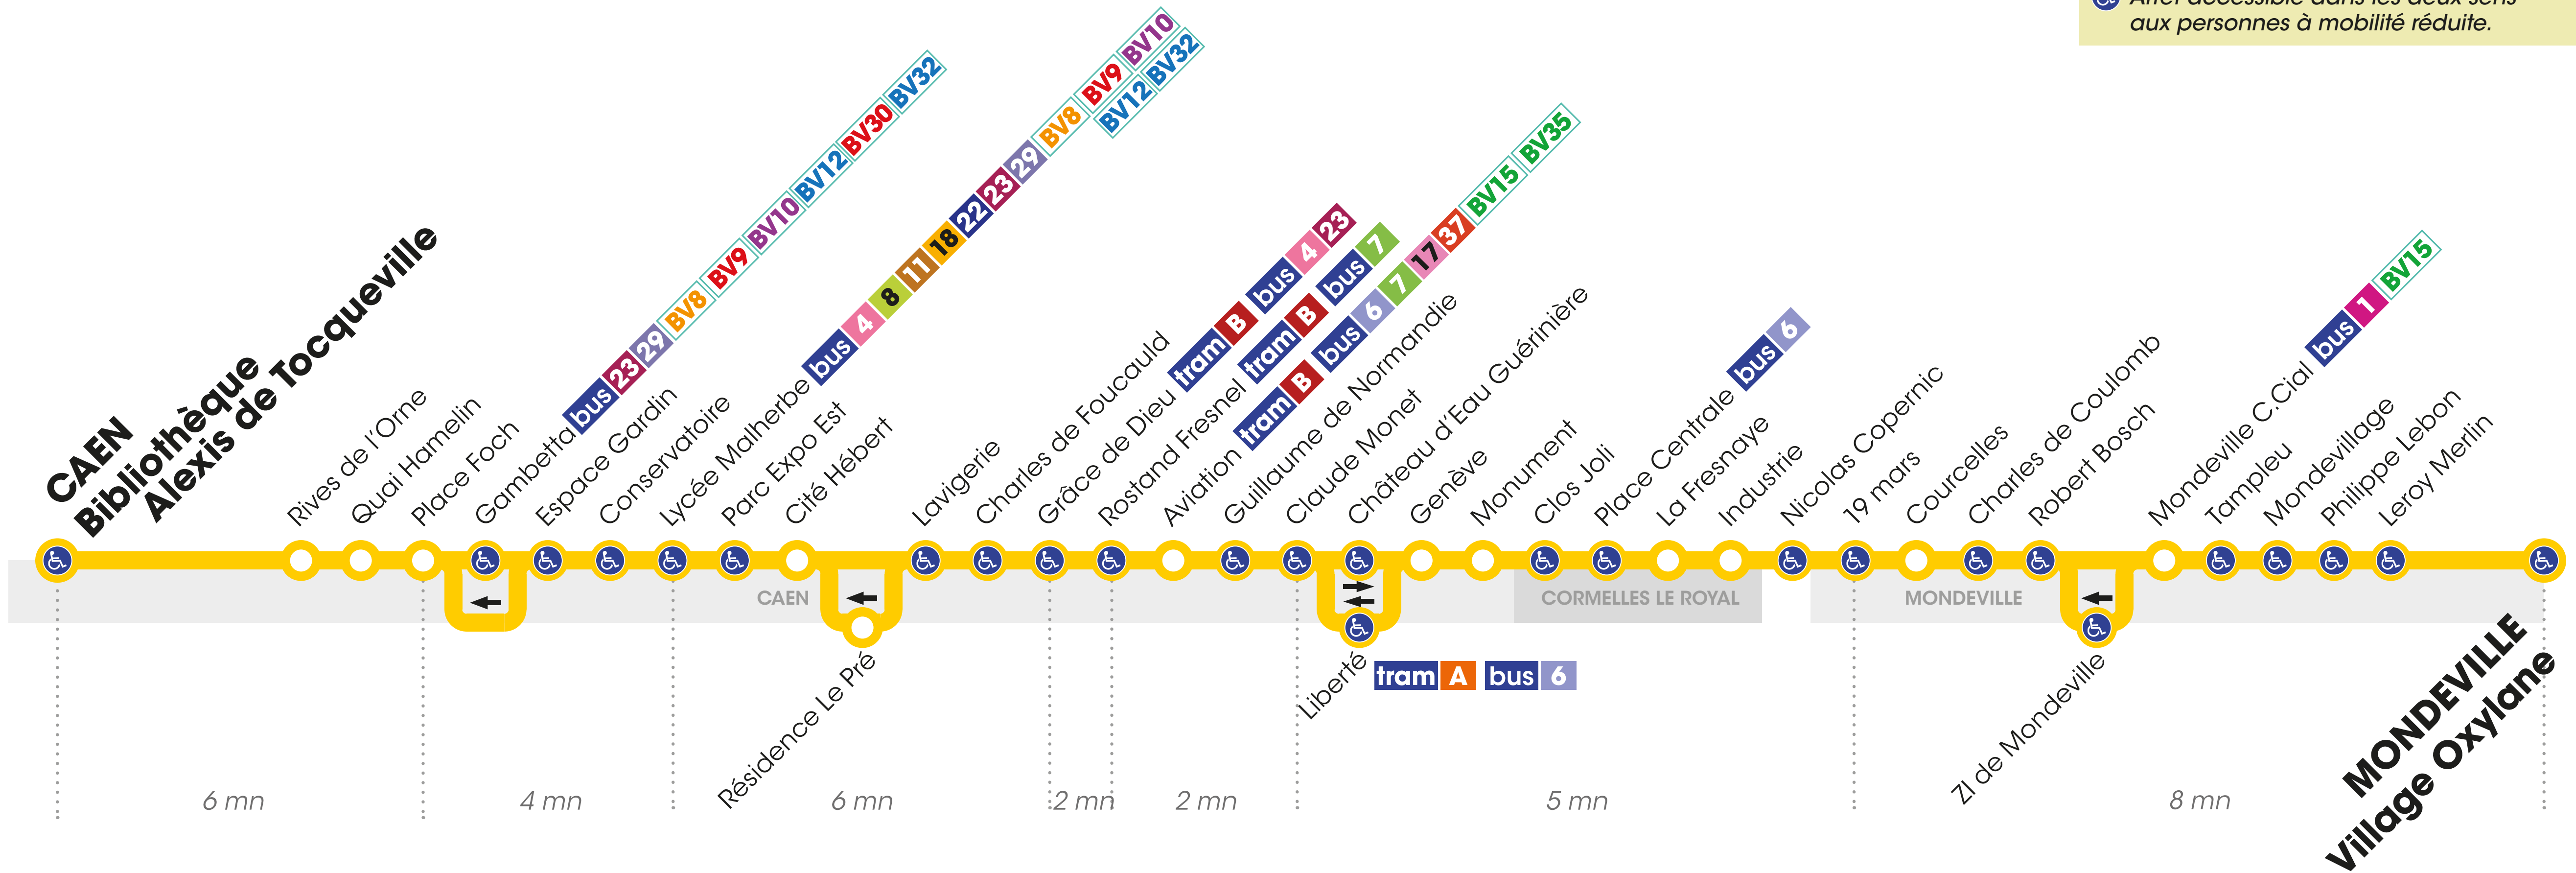 Arrêt accessible dans les deux sens
aux personnes à mobilité réduite.
CAEN
Bibliothèque
Alexis de Tocqueville
Rives de l'Orne
Quai Hamelin
Place Foch
Gambetta bus 23 29 BV8 BV9 BV10 BV12 BV30 BV32
Espace Gardin
Conservatoire
Lycée Malherbe bus 4 8 11 18 22 23 29 BV8 BV9 BV10
BV12 BV32
Parc Expo Est
Cité Hébert
Lavigerie
Charles de Foucauld
Grâce de Dieu tram B bus 4 23
Rostand Fresnel tram B bus 7
Aviation tram B bus 6 7 17 37 BV15 BV35
Guillaume de Normandie
Claude Monet
Château d'Eau Guérinière
Genève
Monument
Clos Joli
Place Centrale bus 6
La Fresnaye
Industrie
Nicolas Copernic
19 mars
Courcelles
Charles de Coulomb
Robert Bosch
Mondeville C.Cial bus 1 BV15
Tampleu
Mondevillage
Philippe Lebon
Leroy Merlin
CAEN
CORMELLES LE ROYAL
MONDEVILLE
Résidence Le Pré
Liberté tram A bus 6
ZI de Mondeville
MONDEVILLE
Village Oxylane
6 mn
4 mn
6 mn
2 mn
2 mn
5 mn
8 mn